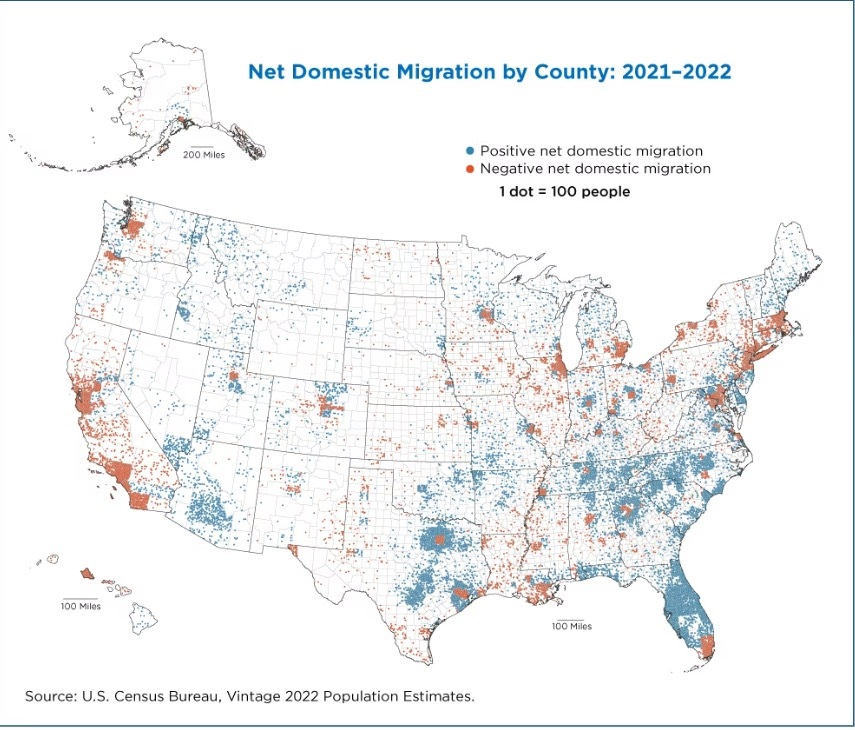 Net Domestic Migration by County: 2021–2022
Positive net domestic migration
Negative net domestic migration
1 dot = 100 people
200 Miles
100 Miles
100 Miles
Source: U.S. Census Bureau, Vintage 2022 Population Estimates.